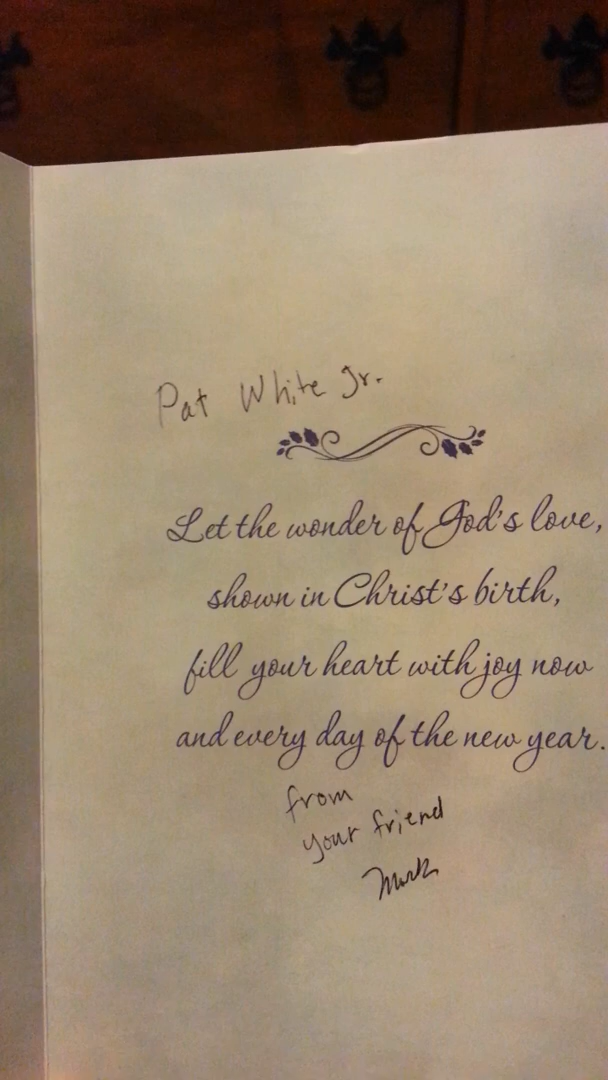 Pat White Jr.
Let the wonder of God's love,
shown in Christ's birth,
fill your heart with joy now
and every day of the new year.
from
your friend
Mark